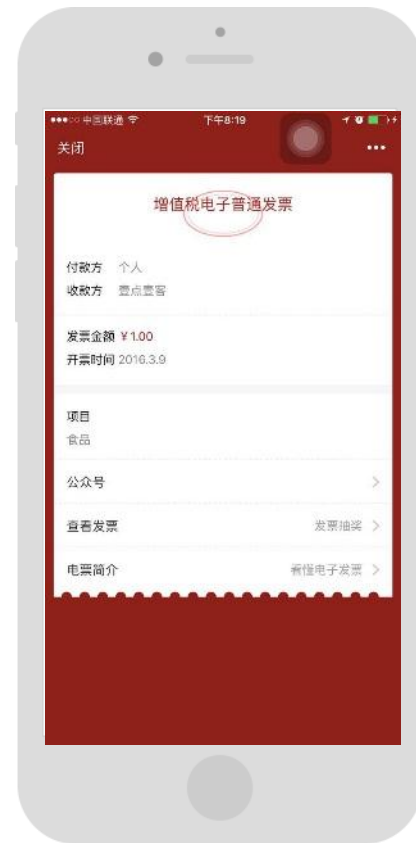 中国联通 下午8:19
关闭
增值税电子普通发票
付款方 个人
收款方 壹点壹客
发票金额 ¥1.00
开票时间 2016.3.9
项目
食品
公众号
查看发票 发票抽奖
电票简介 看懂电子发票